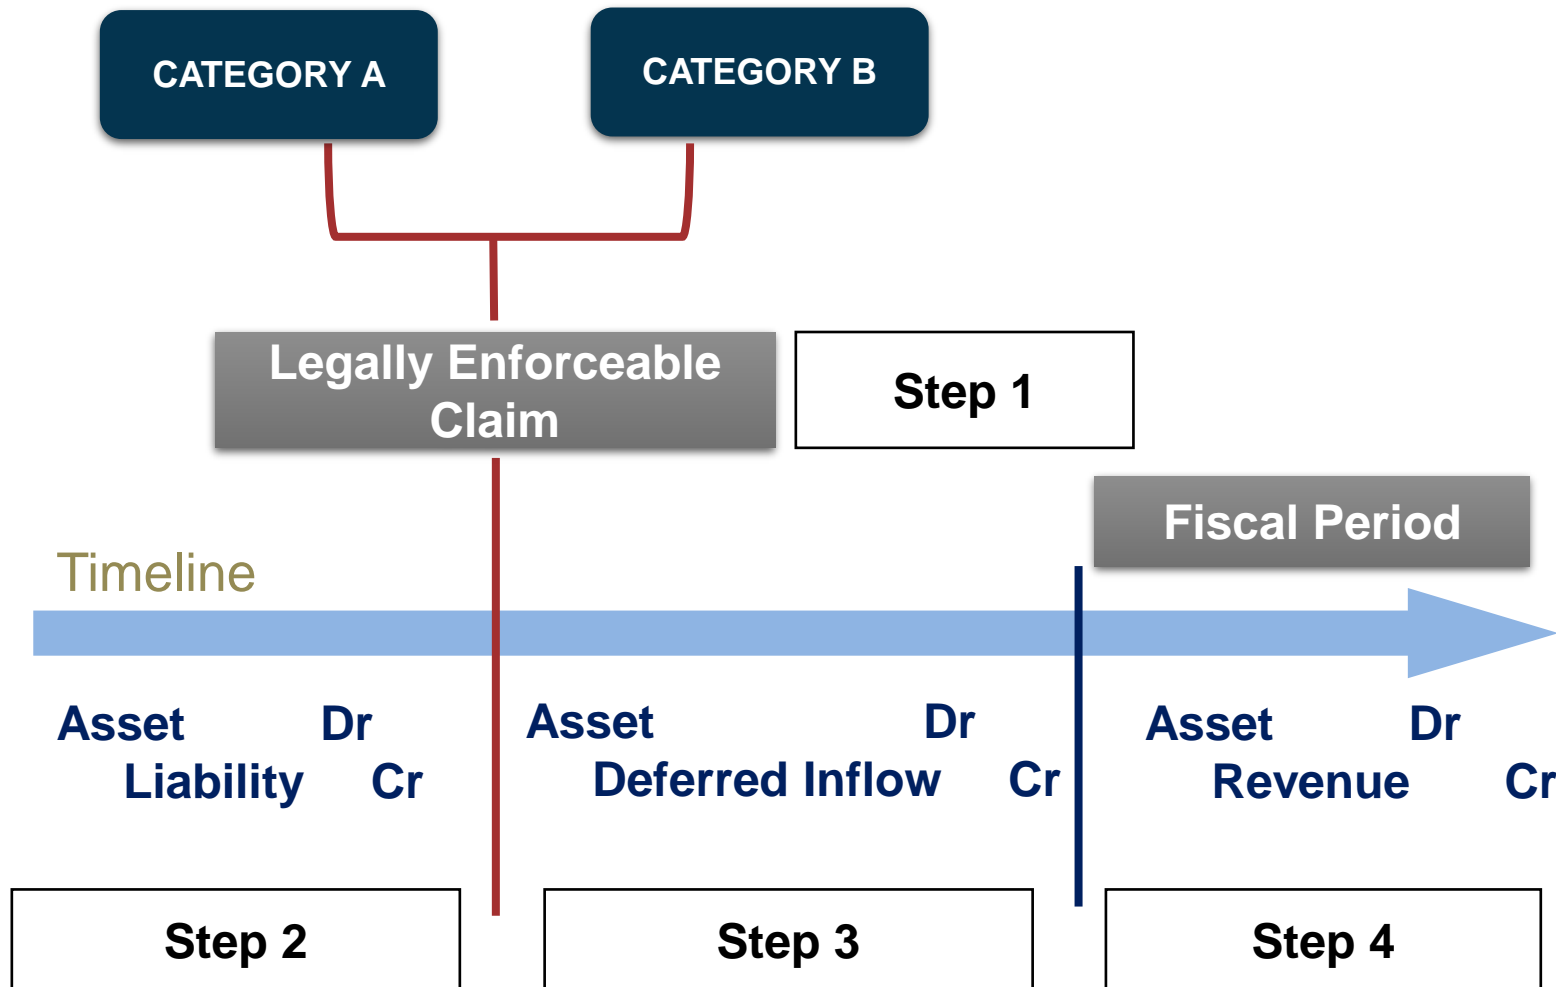 CATEGORY A
CATEGORY B
Legally Enforceable
Claim
Step 1
Fiscal Period
Timeline
Asset Dr
Liability Cr
Asset Dr
Deferred Inflow Cr
Asset Dr
Revenue Cr
Step 2
Step 3
Step 4